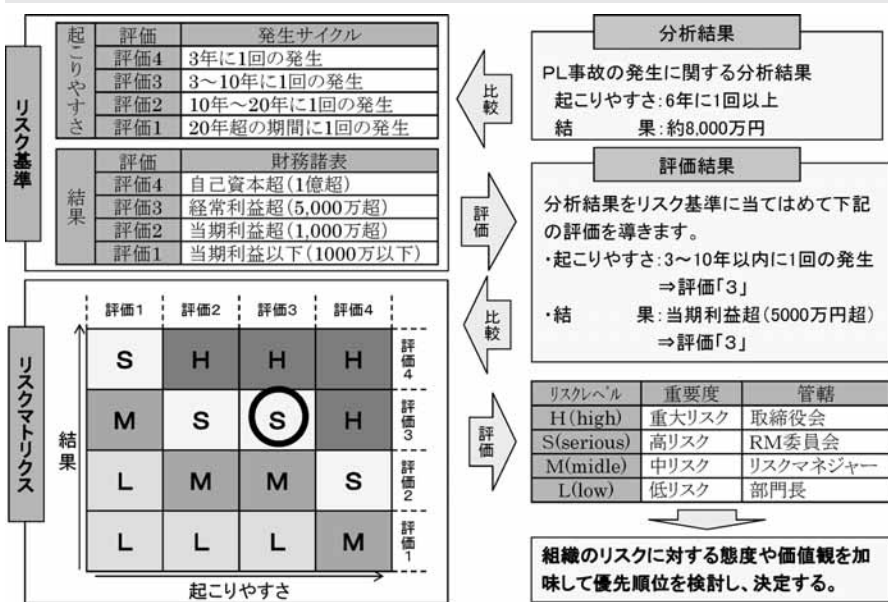 リスク基準
起こりやすさ
評価 発生サイクル
評価4 3年に1回の発生
評価3 3～10年に1回の発生
評価2 10年～20年に1回の発生
評価1 20年超の期間に1回の発生
結果
評価 財務諸表
評価4 自己資本超(1億超)
評価3 経常利益超(5,000万超)
評価2 当期利益超(1,000万超)
評価1 当期利益以下(1000万以下)
比較
分析結果
PL事故の発生に関する分析結果
起こりやすさ:6年に1回以上
結 果:約8,000万円
評価
評価結果
分析結果をリスク基準に当てはめて下記
の評価を導きます。
・起こりやすさ:3～10年以内に1回の発生
⇒評価「3」
・結 果:当期利益超(5000万円超)
⇒評価「3」
比較
リスクマトリクス
評価1 評価2 評価3 評価4
S H H H 評価4
M S S H 評価3
L M M S 評価2
L L L M 評価1
結果
起こりやすさ
評価
リスクレベル 重要度 管轄
H(high) 重大リスク 取締役会
S(serious) 高リスク RM委員会
M(midle) 中リスク リスクマネジャー
L(low) 低リスク 部門長
組織のリスクに対する態度や価値観を加
味して優先順位を検討し、決定する。